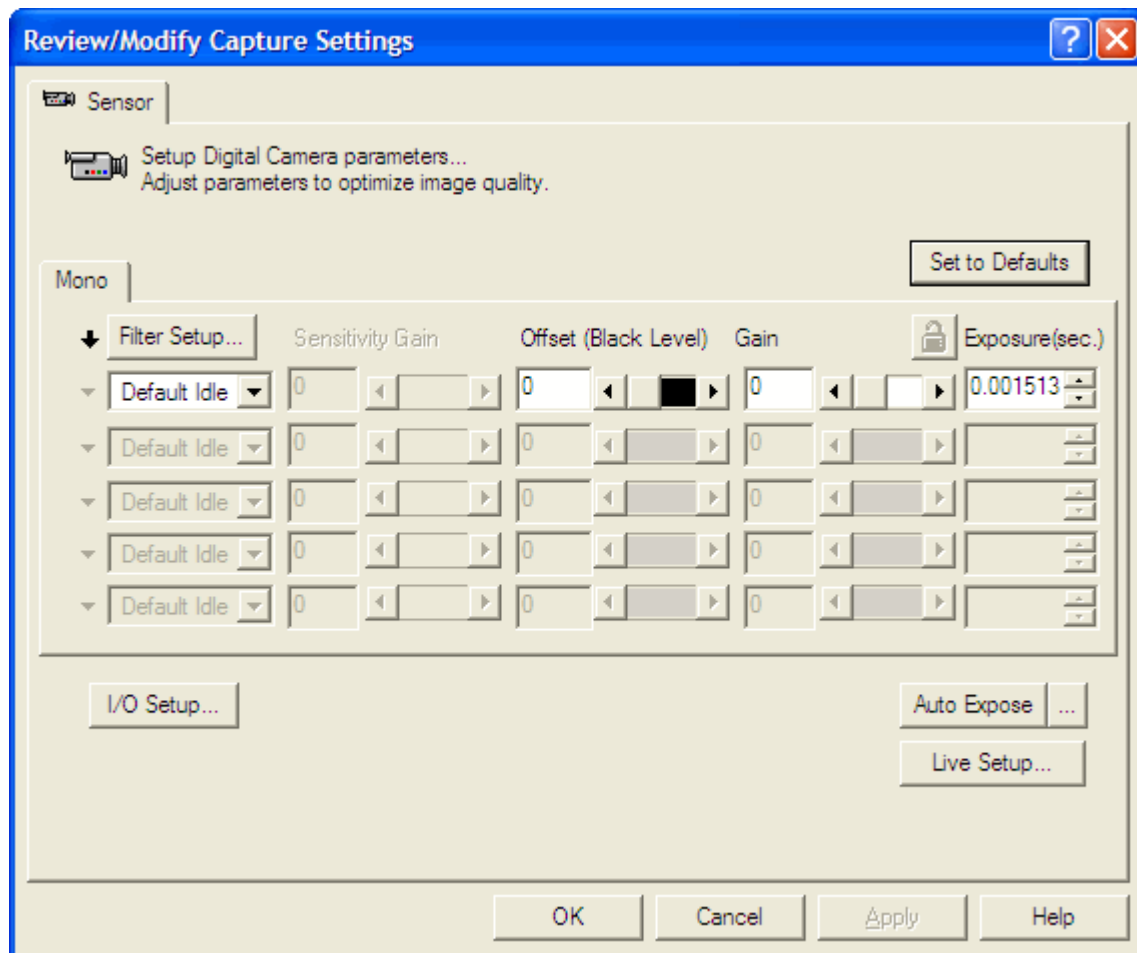 Review/Modify Capture Settings
Sensor
Setup Digital Camera parameters...
Adjust parameters to optimize image quality.
Set to Defaults
Mono
Filter Setup... Sensitivity Gain Offset (Black Level) Gain Exposure(sec.)
Default Idle 0 0 0 0.001513
Default Idle 0 0 0
Default Idle 0 0 0
Default Idle 0 0 0
Default Idle 0 0 0
I/O Setup... Auto Expose ...
Live Setup...
OK Cancel Apply Help